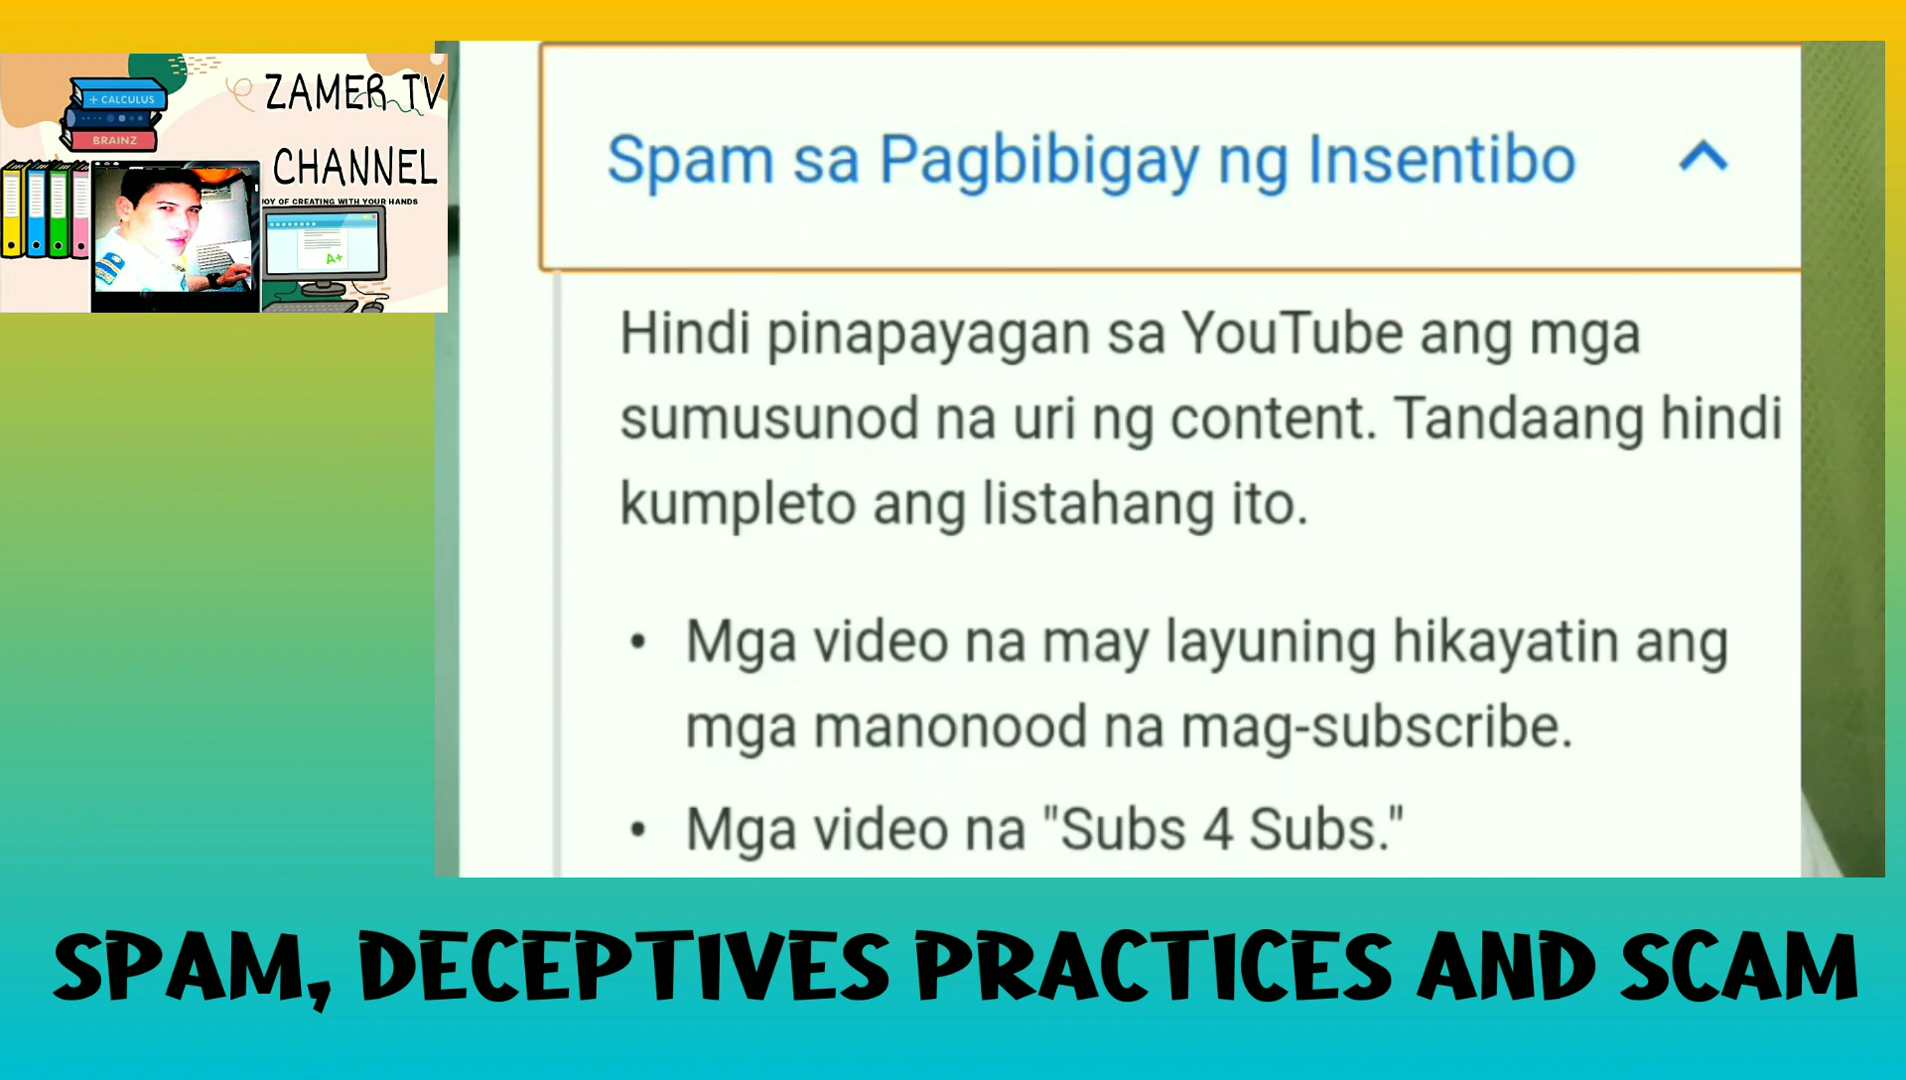 + CALCULUS
BRAINZ
ZAMER TV
CHANNEL
JOY OF CREATING WITH YOUR HANDS
A+
Spam sa Pagbibigay ng Insentibo
Hindi pinapayagan sa YouTube ang mga
sumusunod na uri ng content. Tandaang hindi
kumpleto ang listahang ito.
• Mga video na may layuning hikayatin ang
mga manonood na mag-subscribe.
• Mga video na "Subs 4 Subs."
SPAM, DECEPTIVES PRACTICES AND SCAM